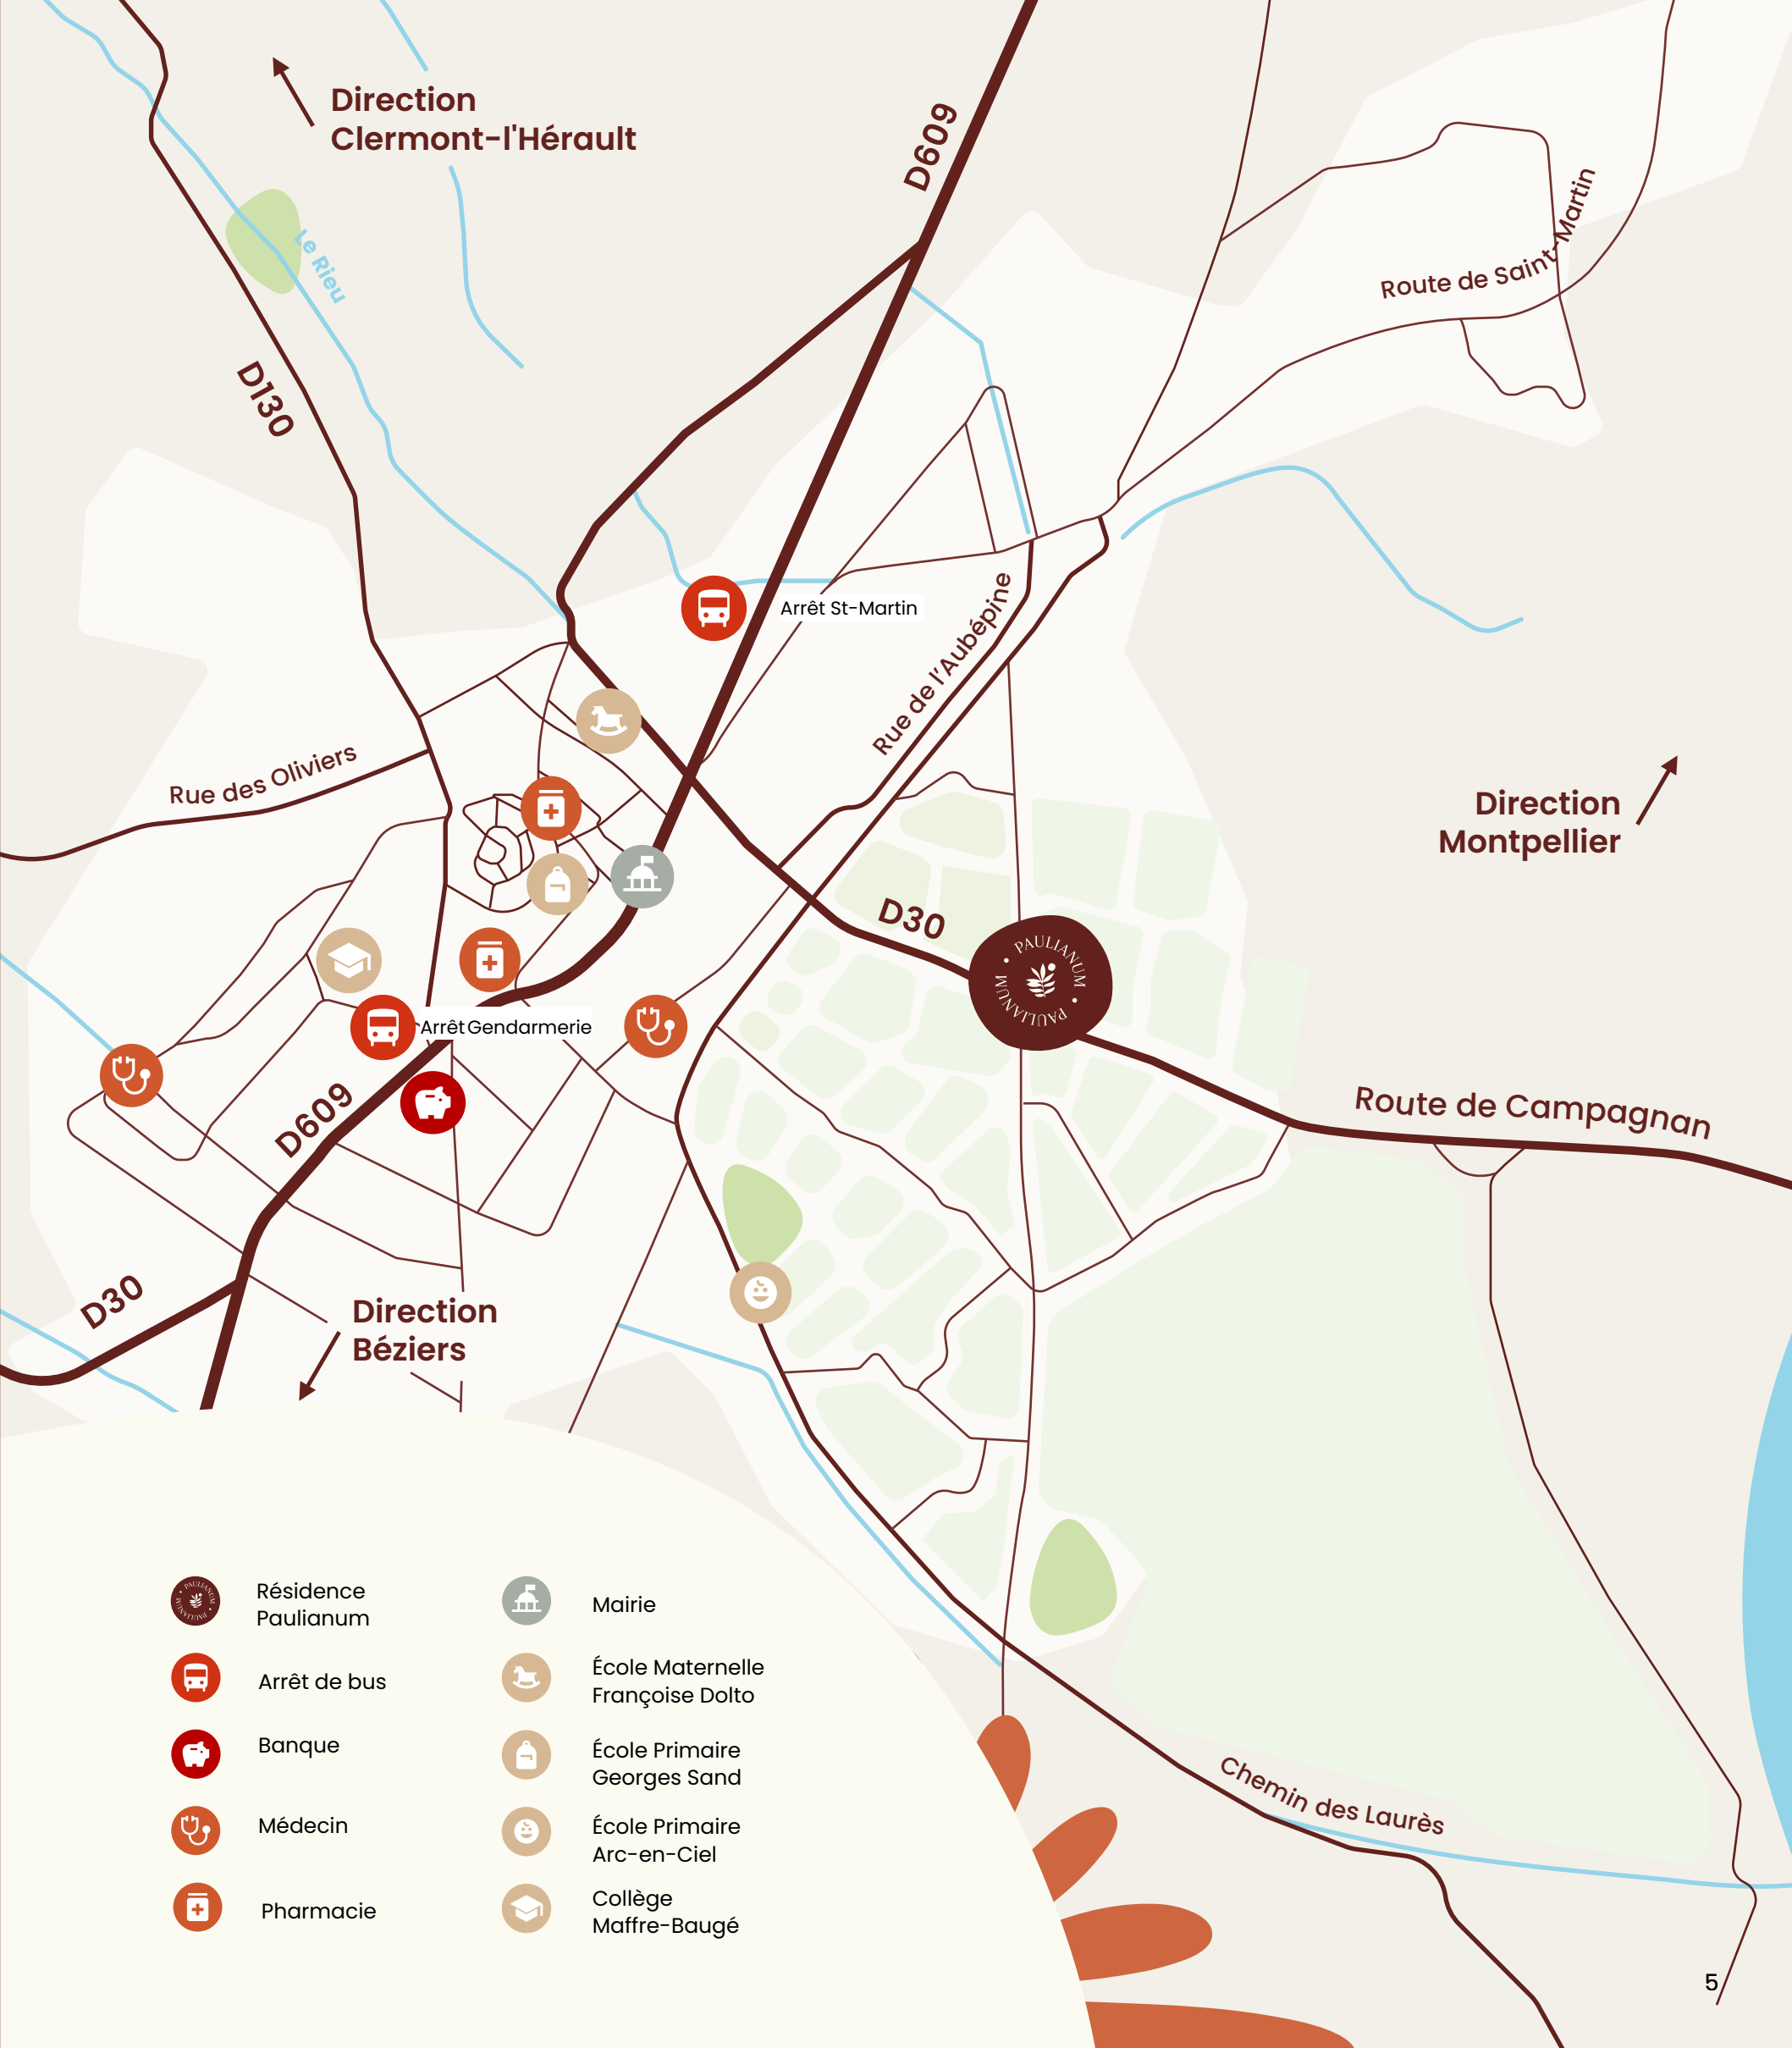 Direction
Clermont-l'Hérault
D609
Le Rieu
Route de Saint-Martin
D130
Arrêt St-Martin
Rue de l'Aubépine
Rue des Oliviers
Direction
Montpellier
D30
PAULIANUM • PAULIANUM •
Arrêt Gendarmerie
D609
Route de Campagnan
D30
Direction
Béziers
Chemin des Laurès
PAULIANUM • PAULIANUM •
Résidence
Paulianum
Arrêt de bus
Banque
Médecin
Pharmacie
Mairie
École Maternelle
Françoise Dolto
École Primaire
Georges Sand
École Primaire
Arc-en-Ciel
Collège
Maffre-Baugé
5